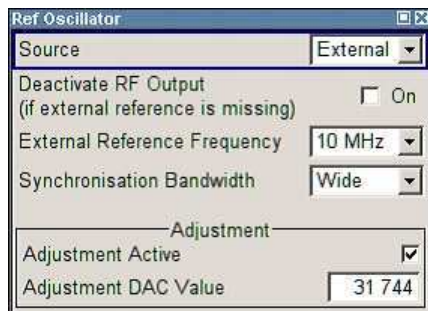 Ref Oscillator
Source External
Deactivate RF Output
(if external reference is missing) On
External Reference Frequency 10 MHz
Synchronisation Bandwidth Wide
Adjustment
Adjustment Active
Adjustment DAC Value 31 744